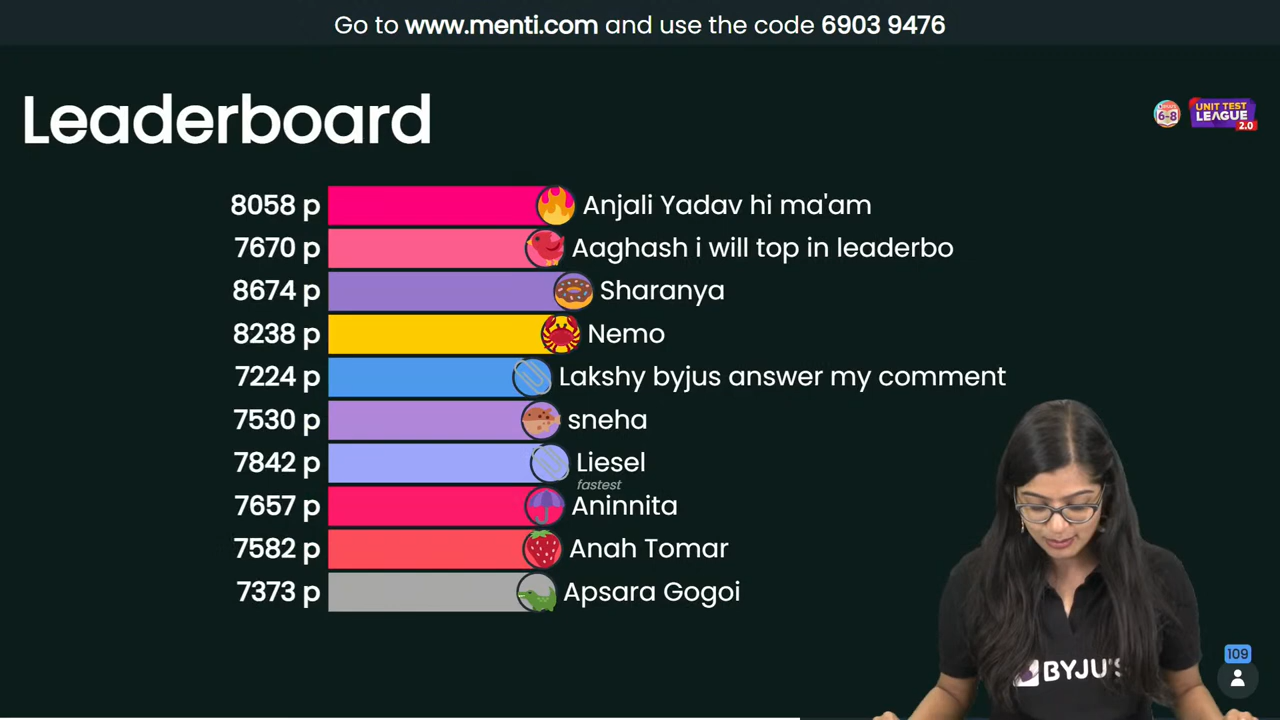 Go to www.menti.com and use the code 6903 9476
Leaderboard
6-8
UNIT TEST
LEAGUE
2.0
8058 p Anjali Yadav hi ma'am
7670 p Aaghash i will top in leaderbo
8674 p Sharanya
8238 p Nemo
7224 p Lakshy byjus answer my comment
7530 p sneha
7842 p Liesel
fastest
7657 p Aninnita
7582 p Anah Tomar
7373 p Apsara Gogoi
BYJU'S
109